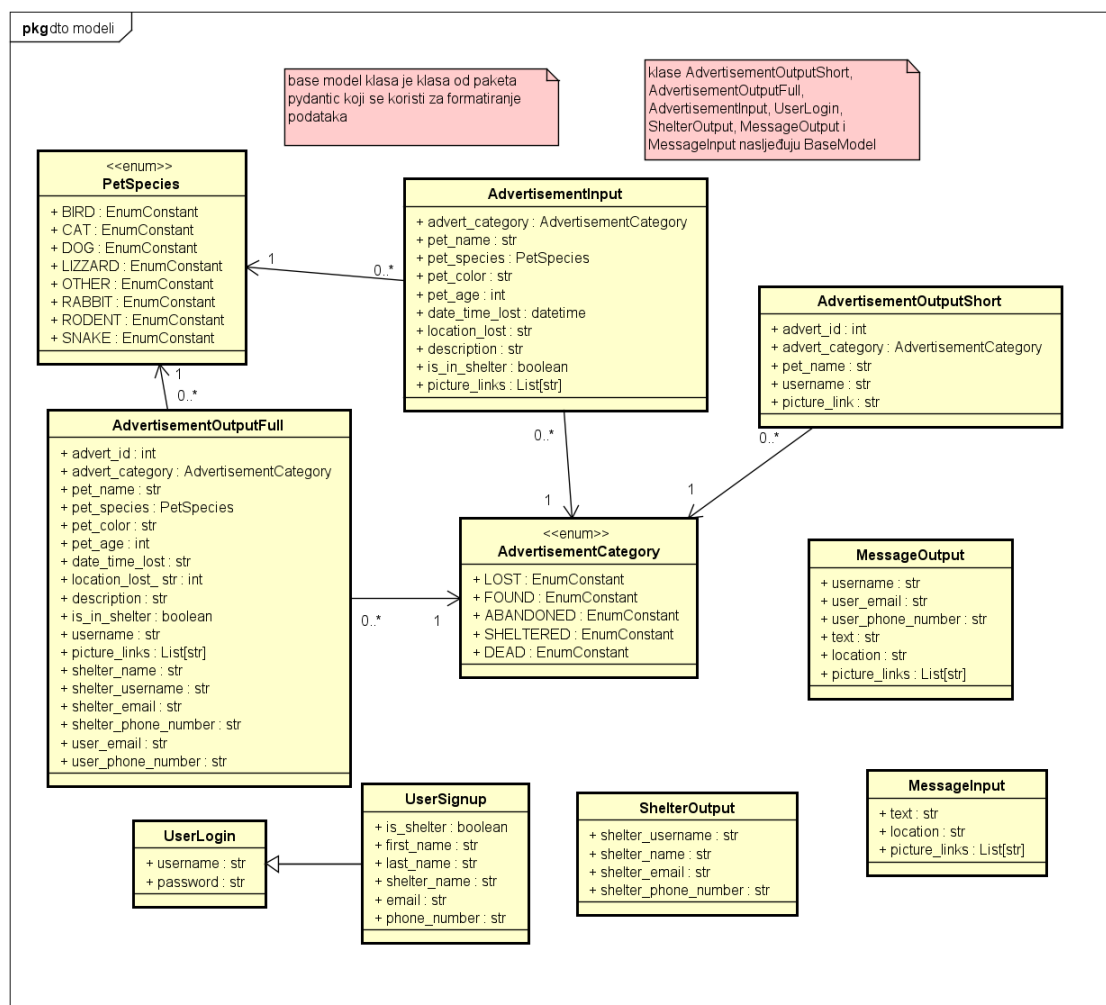 pkg dto modeli
base model klasa je klasa od paketa
pydantic koji se koristi za formatiranje
podataka
klase AdvertisementOutputShort,
AdvertisementOutputFull,
AdvertisementInput, UserLogin,
ShelterOutput, MessageOutput i
MessageInput nasljeđuju BaseModel
<<enum>>
PetSpecies
+ BIRD : EnumConstant
+ CAT : EnumConstant
+ DOG : EnumConstant
+ LIZZARD : EnumConstant
+ OTHER : EnumConstant
+ RABBIT : EnumConstant
+ RODENT : EnumConstant
+ SNAKE : EnumConstant
1
0..*
AdvertisementInput
+ advert_category : AdvertisementCategory
+ pet_name : str
+ pet_species : PetSpecies
+ pet_color : str
+ pet_age : int
+ date_time_lost : datetime
+ location_lost : str
+ description : str
+ is_in_shelter : boolean
+ picture_links : List[str]
AdvertisementOutputShort
+ advert_id : int
+ advert_category : AdvertisementCategory
+ pet_name : str
+ username : str
+ picture_link : str
1
0..*
0..*
1
0..*
1
AdvertisementOutputFull
+ advert_id : int
+ advert_category : AdvertisementCategory
+ pet_name : str
+ pet_species : PetSpecies
+ pet_color : str
+ pet_age : int
+ date_time_lost : str
+ location_lost_ str : int
+ description : str
+ is_in_shelter : boolean
+ username : str
+ picture_links : List[str]
+ shelter_name : str
+ shelter_username : str
+ shelter_email : str
+ shelter_phone_number : str
+ user_email : str
+ user_phone_number : str
0..*
1
<<enum>>
AdvertisementCategory
+ LOST : EnumConstant
+ FOUND : EnumConstant
+ ABANDONED : EnumConstant
+ SHELTERED : EnumConstant
+ DEAD : EnumConstant
MessageOutput
+ username : str
+ user_email : str
+ user_phone_number : str
+ text : str
+ location : str
+ picture_links : List[str]
UserLogin
+ username : str
+ password : str
UserSignup
+ is_shelter : boolean
+ first_name : str
+ last_name : str
+ shelter_name : str
+ email : str
+ phone_number : str
ShelterOutput
+ shelter_username : str
+ shelter_name : str
+ shelter_email : str
+ shelter_phone_number : str
MessageInput
+ text : str
+ location : str
+ picture_links : List[str]